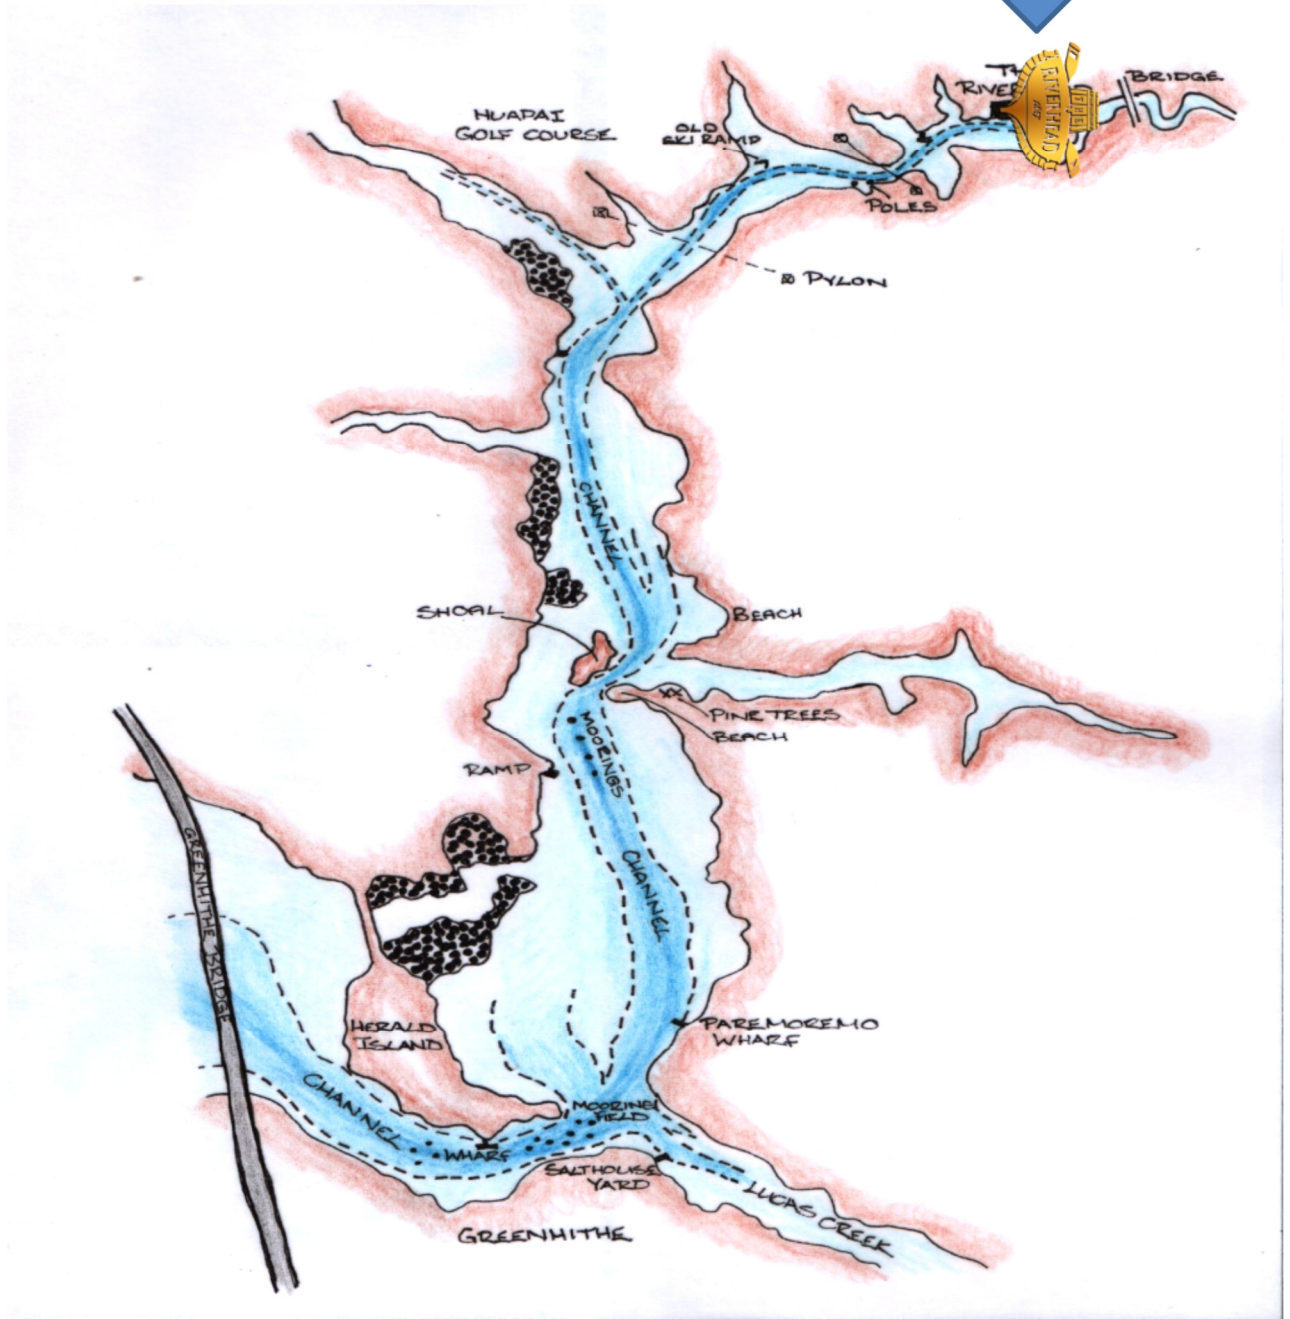 BRIDGE
RIVERHEAD
HUAPAI
GOLF COURSE
OLD
SKI RAMP
POLES
PYLON
CHANNEL
SHOAL
BEACH
PINE TREES
BEACH
MOORINGS
RAMP
CHANNEL
GREENHITHE BRIDGE
HERALD
ISLAND
PAREMOREMO
WHARF
CHANNEL
MOORING
FIELD
WHARF
SALTHOUSE
YARD
LUCAS CREEK
GREENHITHE